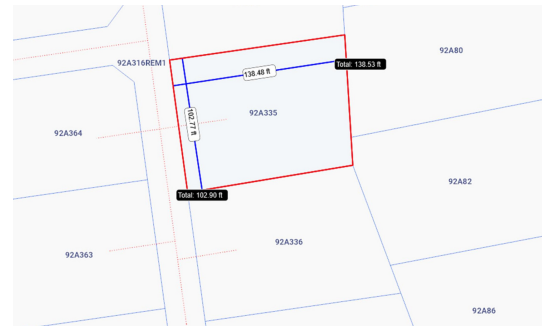 92A80
92A316REM1
Total: 138.53 ft
138.48 ft
92A335
102.77 ft
92A364
92A82
Total: 102.90 ft
92A336
92A363
92A86